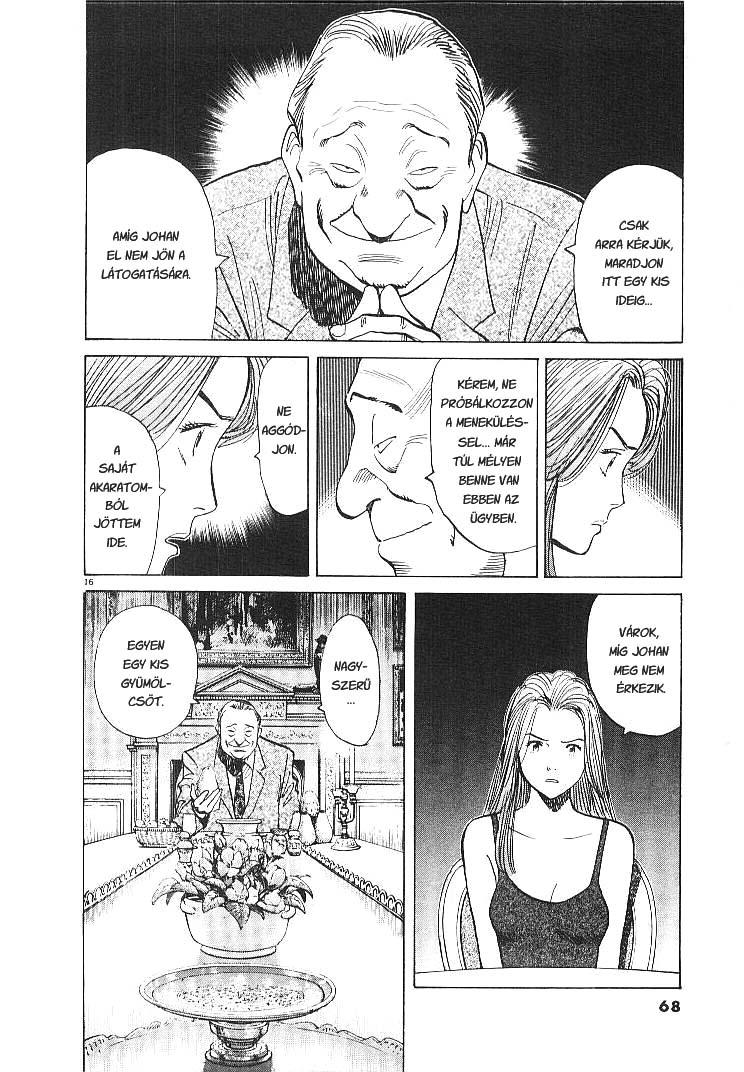 CSAK
ARRA KÉRJÜK,
MARADJON
ITT EGY KIS
IDEIG...
AMÍG JOHAN
EL NEM JÖN A
LÁTOGATÁSÁRA.
KÉREM, NE
PRÓBÁLKOZZON
A MENEKÜLÉS-
SEL... MÁR
TÚL MÉLYEN
BENNE VAN
EBBEN AZ
ÜGYBEN.
NE
AGGÓD-
JON.
A
SAJÁT
AKARATOM-
BÓL
JÖTTEM
IDE.
16
VÁROK,
MÍG JOHAN
MEG NEM
ÉRKEZIK.
NAGY-
SZERŰ
...
EGYEN
EGY KIS
GYÜMÖL-
CSÖT.
68